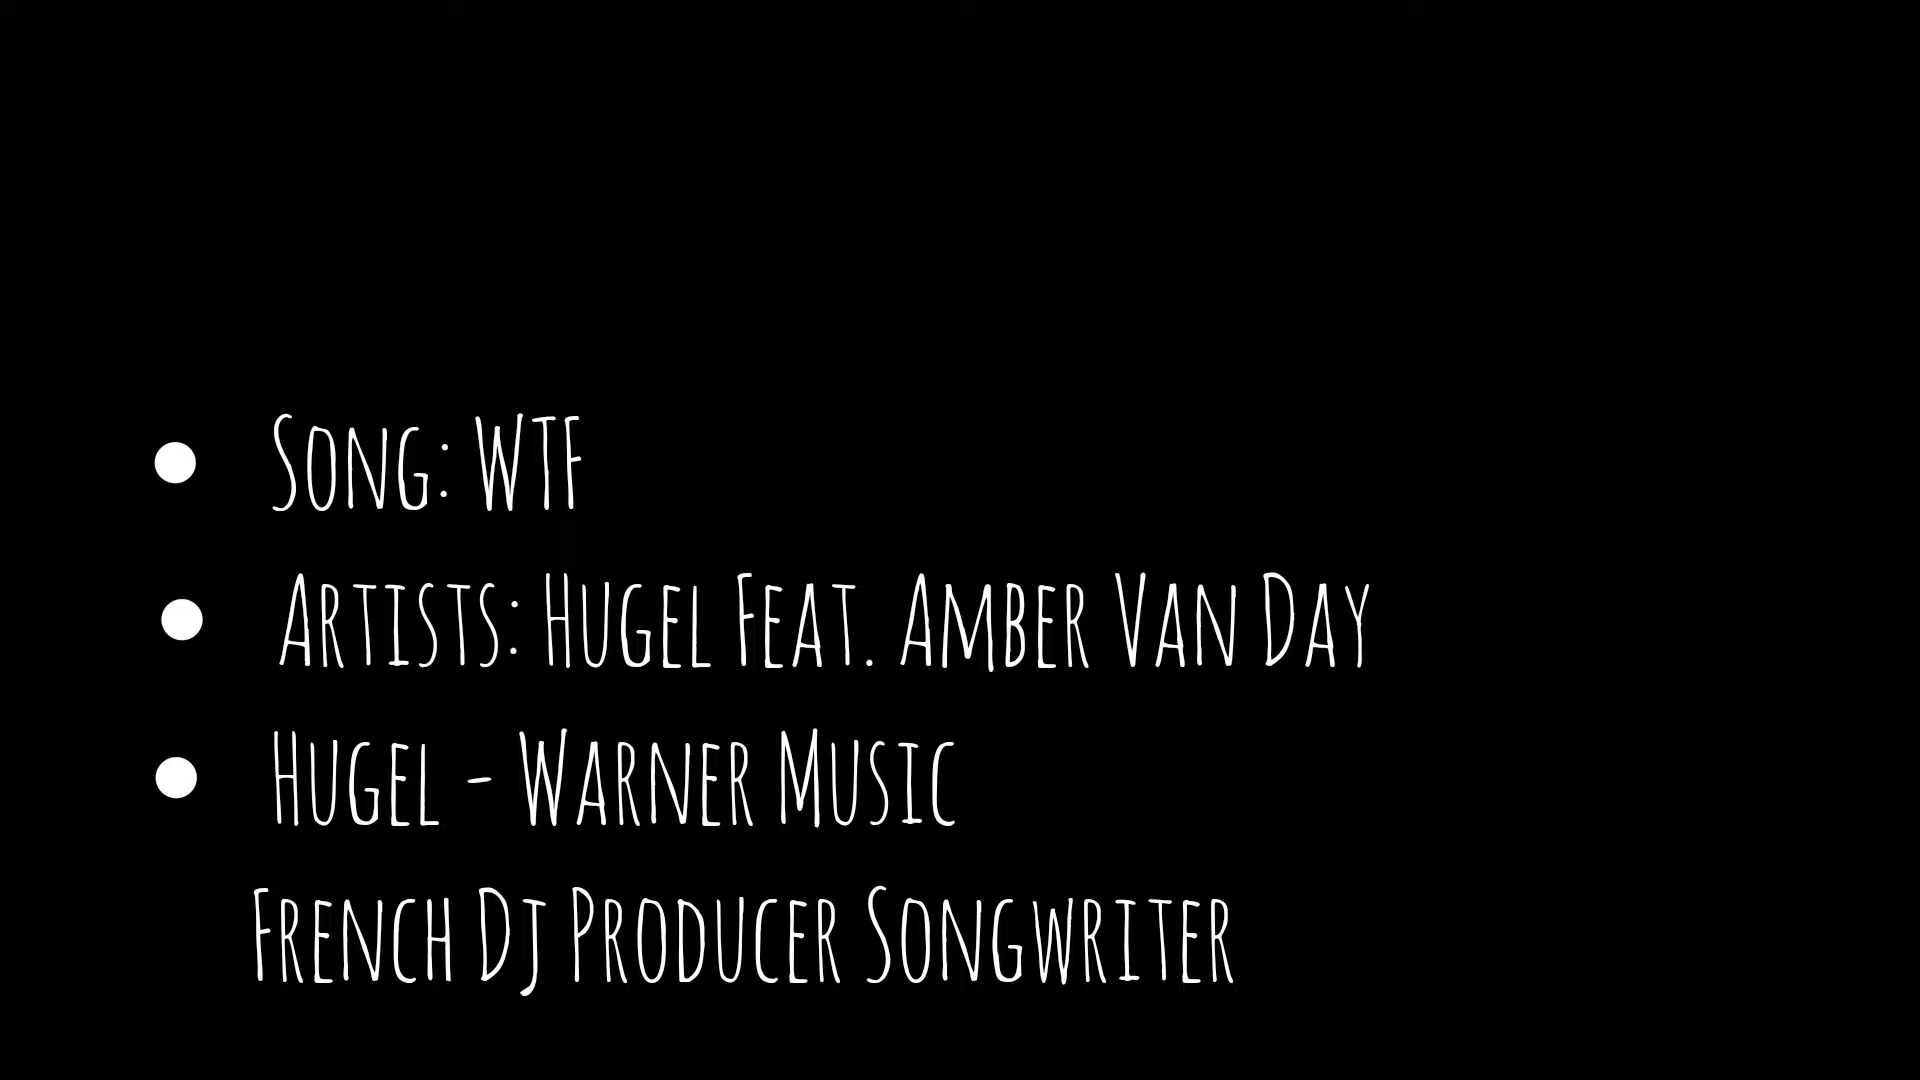 ● Song: WTF
● Artists: Hugel Feat. Amber Van Day
● Hugel - Warner Music
French Dj Producer Songwriter